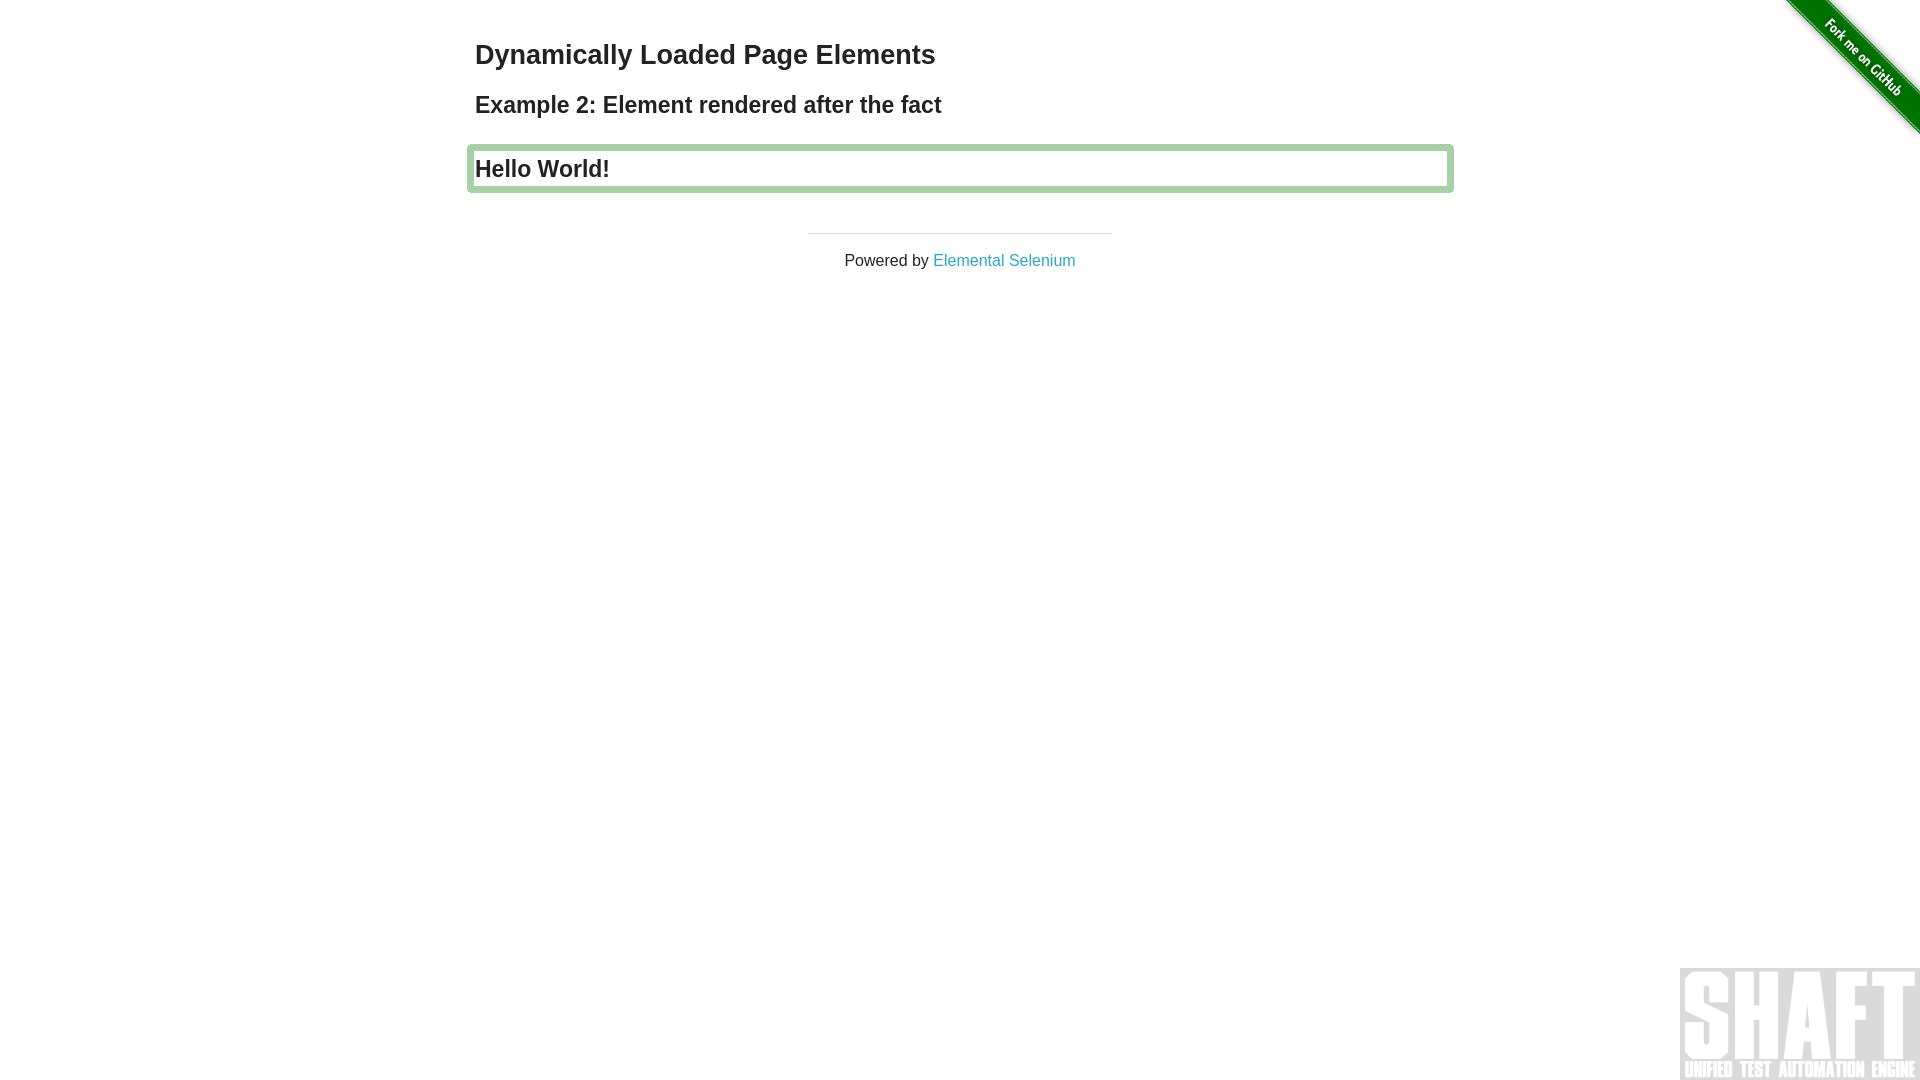 Dynamically Loaded Page Elements
Fork me on GitHub
Example 2: Element rendered after the fact
Hello World!
Powered by Elemental Selenium
SHAFT
UNIFIED TEST AUTOMATION ENGINE